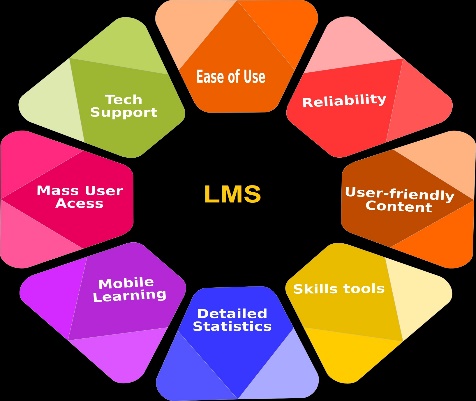 Ease of Use
Reliability
User-friendly
Content
Skills tools
Detailed
Statistics
Mobile
Learning
Mass User
Acess
Tech
Support
LMS